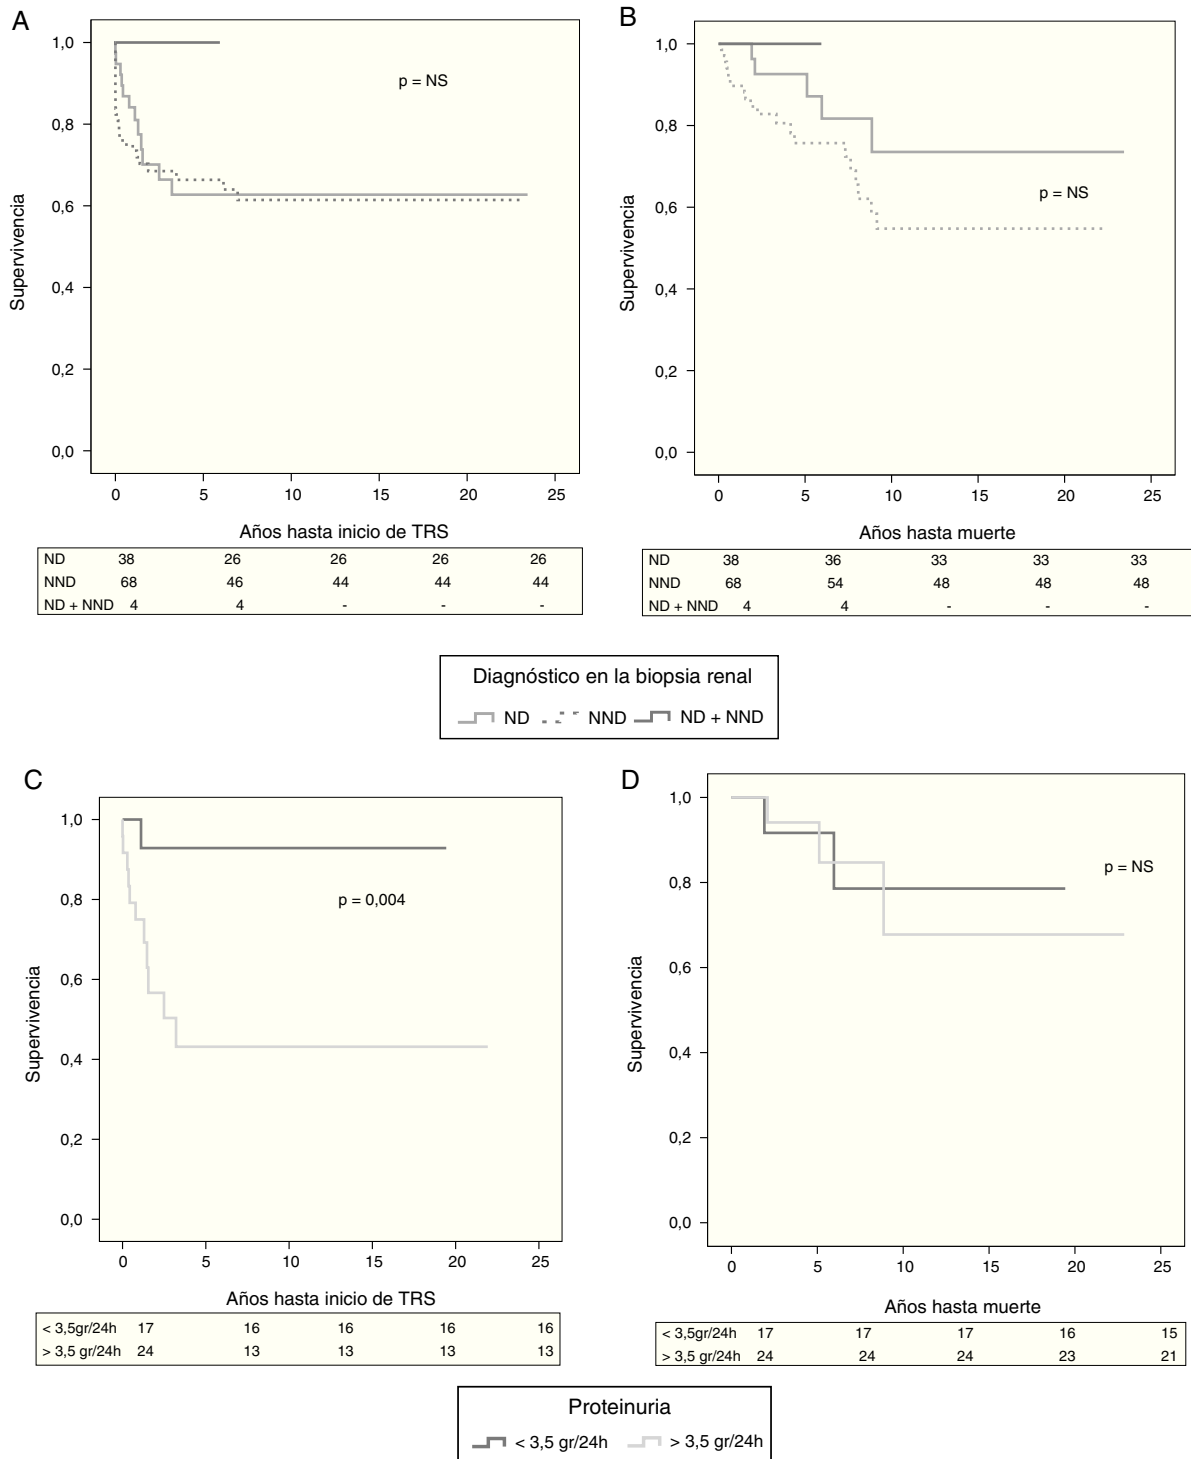 A
1,0
0,8
0,6
0,4
0,2
0,0
Supervivencia
p = NS
0 5 10 15 20 25
Años hasta inicio de TRS
ND 38 26 26 26 26
NND 68 46 44 44 44
ND + NND 4 4 - - -
B
1,0
0,8
0,6
0,4
0,2
0,0
Supervivencia
p = NS
0 5 10 15 20 25
Años hasta muerte
ND 38 36 33 33 33
NND 68 54 48 48 48
ND + NND 4 4 - - -
Diagnóstico en la biopsia renal
ND NND ND + NND
C
1,0
0,8
0,6
0,4
0,2
0,0
Supervivencia
p = 0,004
0 5 10 15 20 25
Años hasta inicio de TRS
< 3,5gr/24h 17 16 16 16 16
> 3,5 gr/24h 24 13 13 13 13
D
1,0
0,8
0,6
0,4
0,2
0,0
Supervivencia
p = NS
0 5 10 15 20 25
Años hasta muerte
< 3,5gr/24h 17 17 17 16 15
> 3,5 gr/24h 24 24 24 23 21
Proteinuria
< 3,5 gr/24h > 3,5 gr/24h